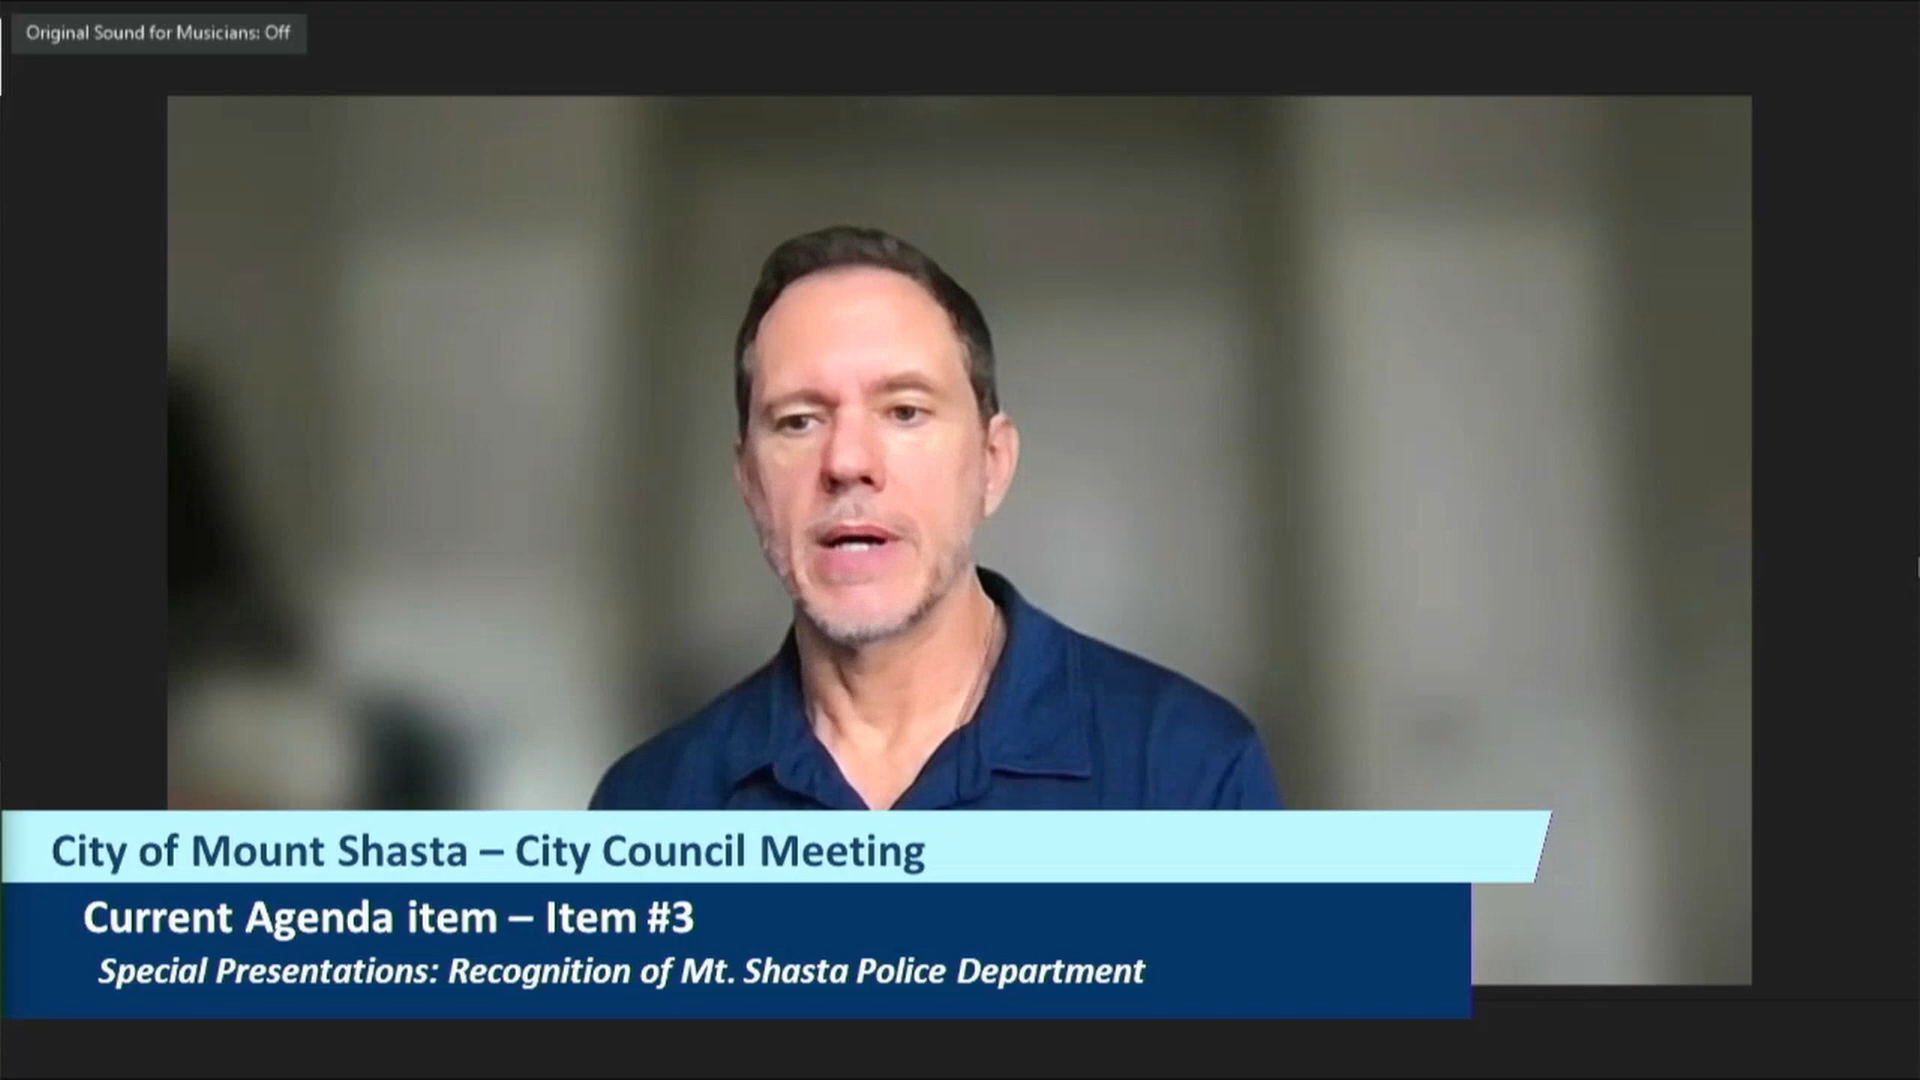 Original Sound for Musicians: Off
City of Mount Shasta – City Council Meeting
Current Agenda item – Item #3
Special Presentations: Recognition of Mt. Shasta Police Department